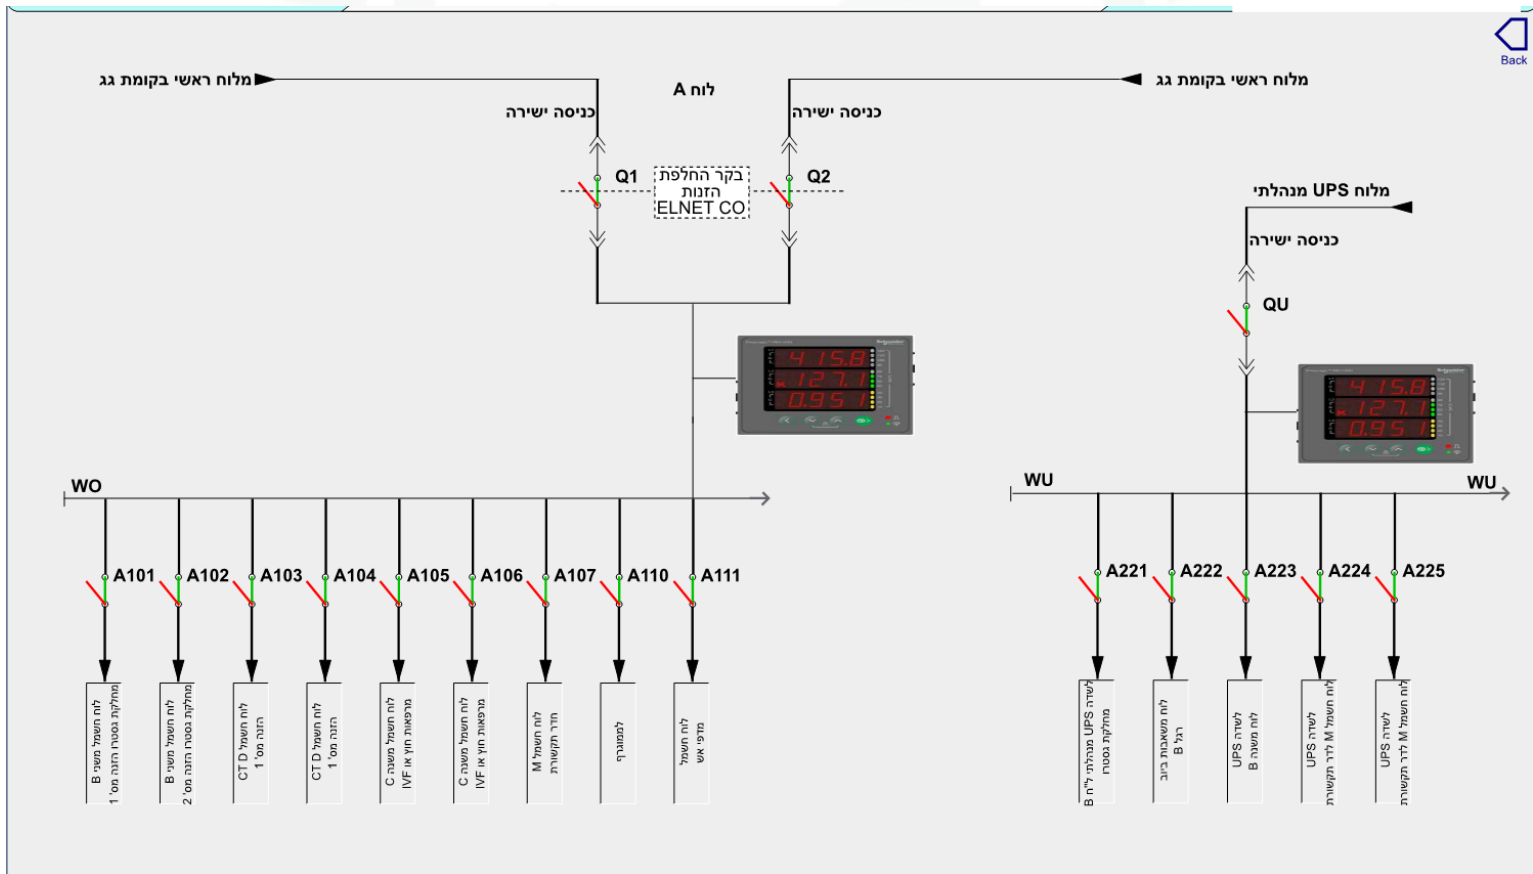 Back
מלוח ראשי בקומת גג
לוח A
מלוח ראשי בקומת גג
כניסה ישירה
כניסה ישירה
Q1
בקר החלפת
הזנות
ELNET CO
Q2
מלוח UPS מנהלתי
כניסה ישירה
QU
415.8
127.1
0.951
415.8
127.1
0.951
WO
WU
WU
A101
A102
A103
A104
A105
A106
A107
A110
A111
A221
A222
A223
A224
A225
לוח חשמל משני B
מחלקת גסטרו הזנה מס' 1
לוח חשמל משני B
מחלקת גסטרו הזנה מס' 2
לוח חשמל CT D
הזנה מס' 1
לוח חשמל CT D
הזנה מס' 1
לוח חשמל משנה C
מרפאות חוץ או IVF
לוח חשמל משנה C
מרפאות חוץ או IVF
לוח חשמל M
חדר תקשורת
לממוגרף
לוח חשמל
מדפי אש
לשדה UPS מנהלתי ל"ח B
מחלקת גסטרו
לוח משאבות ביוב
רגל B
לשדה UPS
לוח משנה B
לשדה UPS
לוח חשמל M לדר תקשורת
לשדה UPS
לוח חשמל M לדר תקשורת